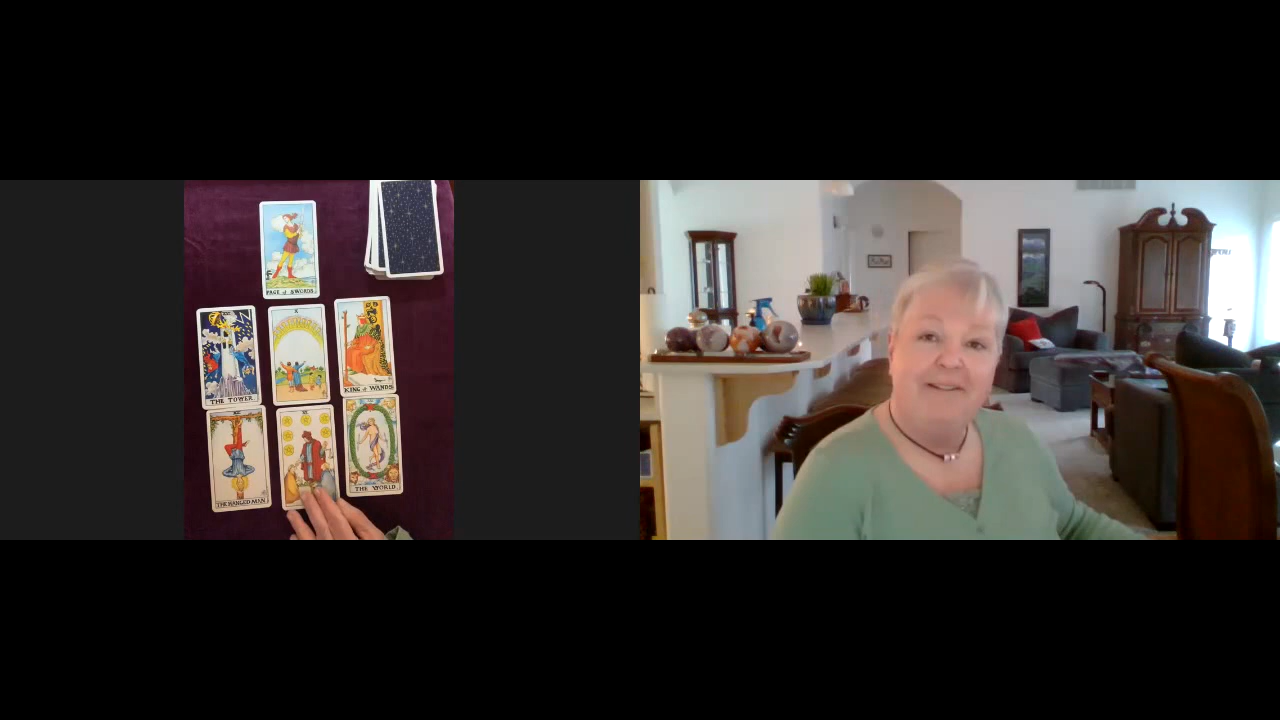 PAGE of SWORDS.
X
THE TOWER.
KING of WANDS.
THE HANGED MAN.
THE WORLD.